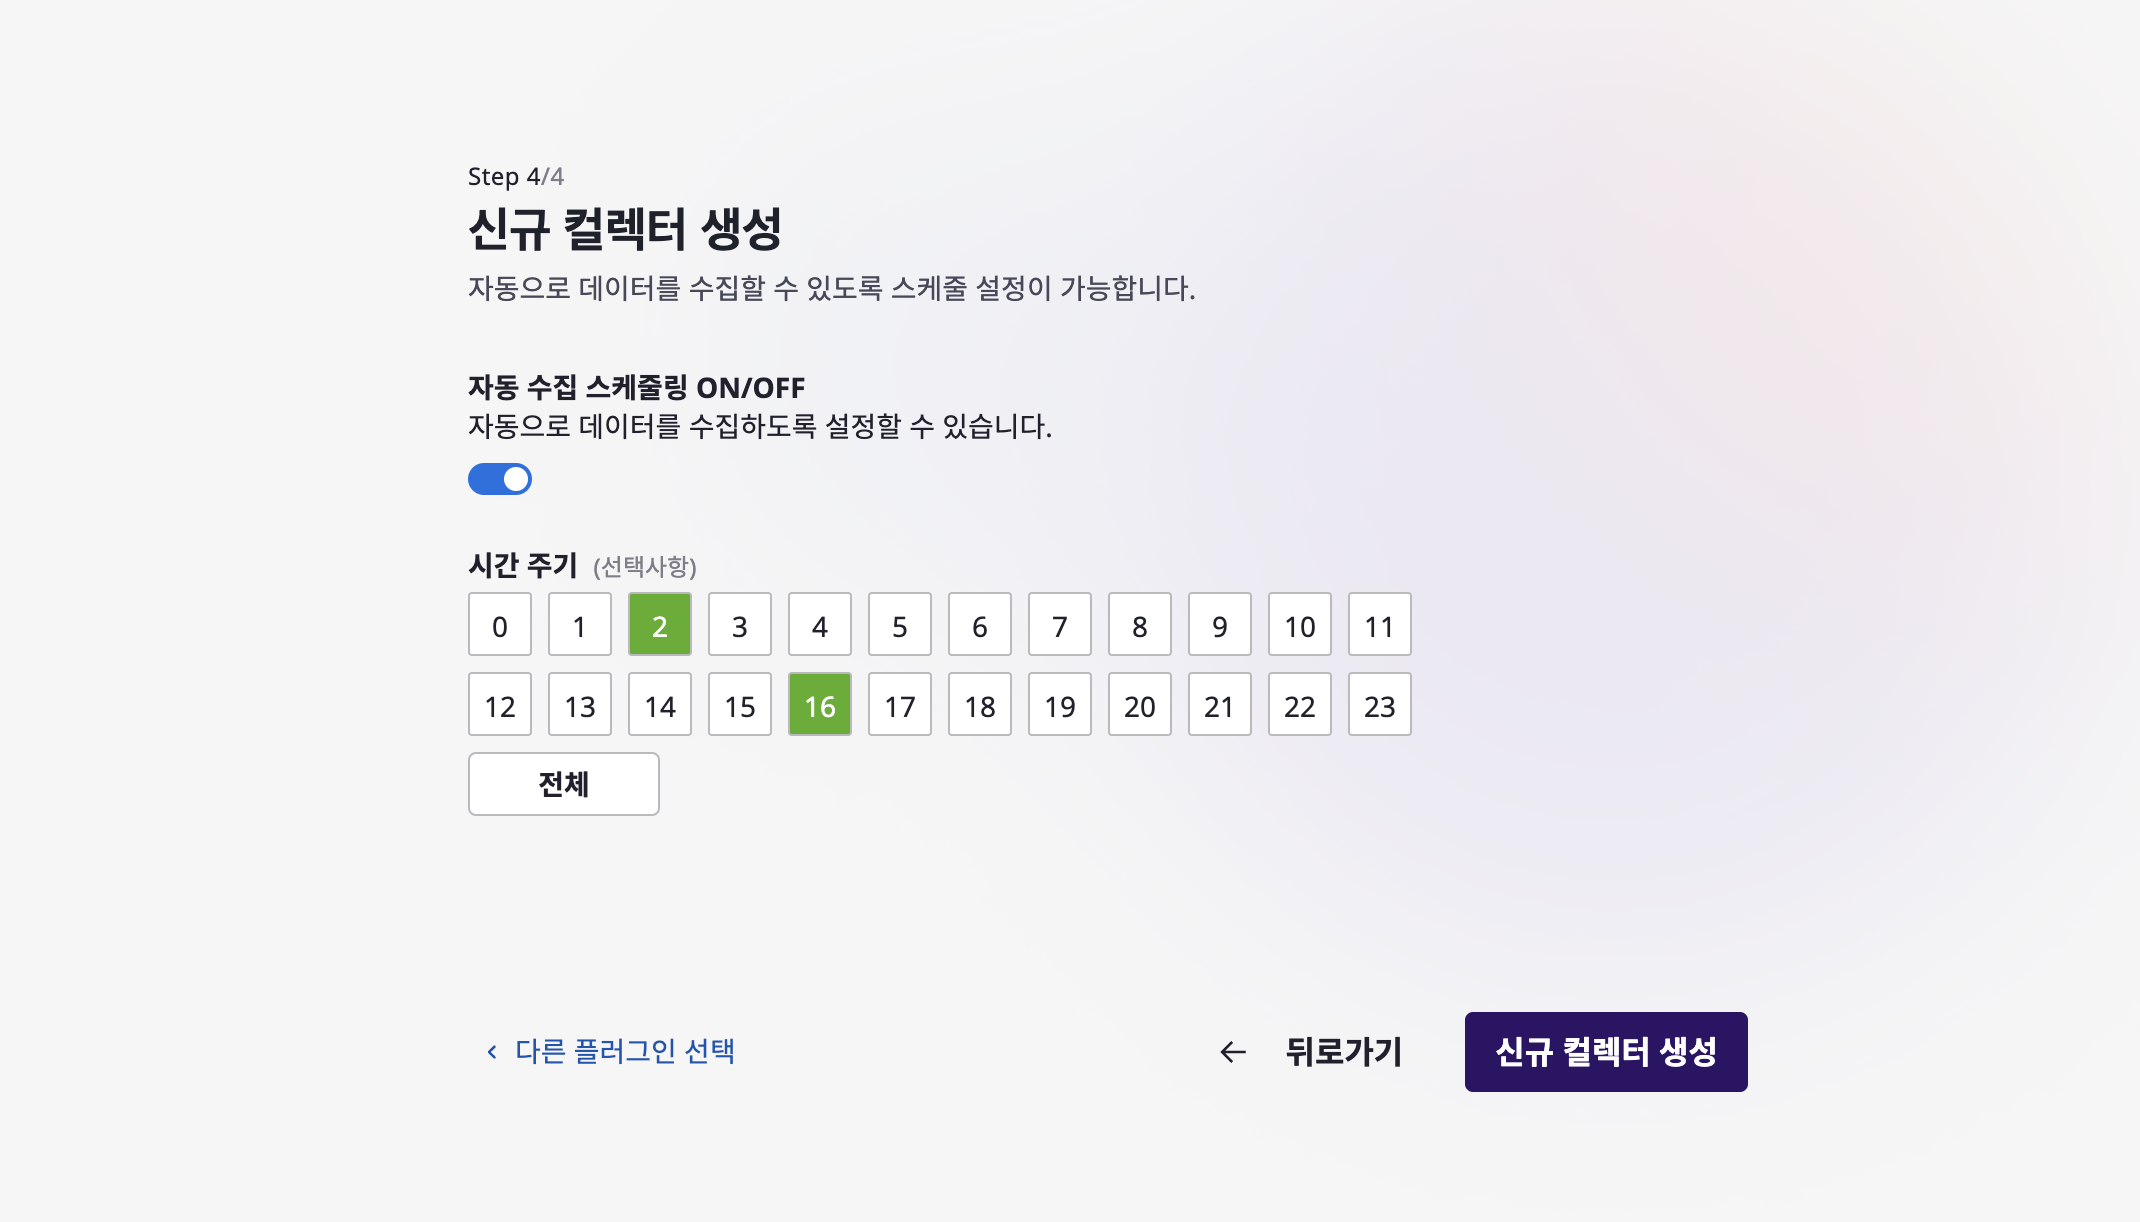 Step 4/4
신규 컬렉터 생성
자동으로 데이터를 수집할 수 있도록 스케줄 설정이 가능합니다.
자동 수집 스케줄링 ON/OFF
자동으로 데이터를 수집하도록 설정할 수 있습니다.
시간 주기 (선택사항)
0 1 2 3 4 5 6 7 8 9 10 11
12 13 14 15 16 17 18 19 20 21 22 23
전체
다른 플러그인 선택 뒤로가기 신규 컬렉터 생성